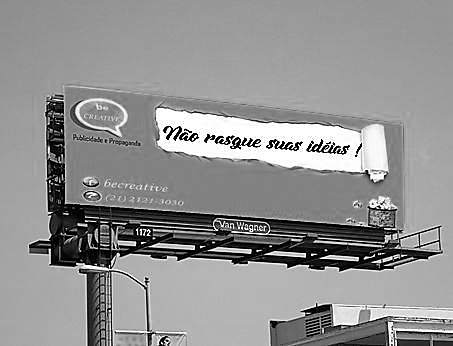 be
CREATIVE
Publicidade e Propaganda
Não rasgue suas idéias !
becreative
(21) 2121-3030
1172
Van Wagner